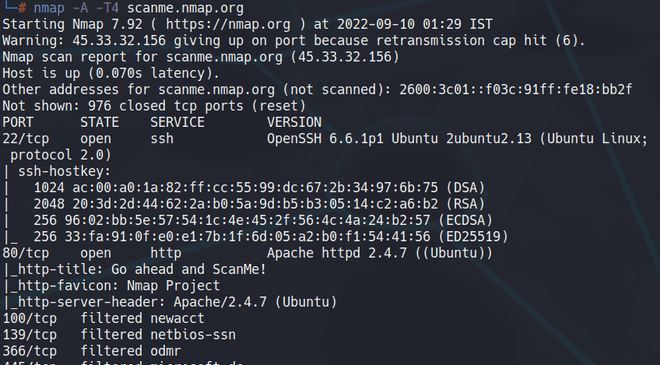 └─# nmap -A -T4 scanme.nmap.org
Starting Nmap 7.92 ( https://nmap.org ) at 2022-09-10 01:29 IST
Warning: 45.33.32.156 giving up on port because retransmission cap hit (6).
Nmap scan report for scanme.nmap.org (45.33.32.156)
Host is up (0.070s latency).
Other addresses for scanme.nmap.org (not scanned): 2600:3c01::f03c:91ff:fe18:bb2f
Not shown: 976 closed tcp ports (reset)
PORT      STATE    SERVICE        VERSION
22/tcp    open     ssh            OpenSSH 6.6.1p1 Ubuntu 2ubuntu2.13 (Ubuntu Linux;
 protocol 2.0)
| ssh-hostkey:
|   1024 ac:00:a0:1a:82:ff:cc:55:99:dc:67:2b:34:97:6b:75 (DSA)
|   2048 20:3d:2d:44:62:2a:b0:5a:9d:b5:b3:05:14:c2:a6:b2 (RSA)
|   256 96:02:bb:5e:57:54:1c:4e:45:2f:56:4c:4a:24:b2:57 (ECDSA)
|_  256 33:fa:91:0f:e0:e1:7b:1f:6d:05:a2:b0:f1:54:41:56 (ED25519)
80/tcp    open     http           Apache httpd 2.4.7 ((Ubuntu))
|_http-title: Go ahead and ScanMe!
|_http-favicon: Nmap Project
|_http-server-header: Apache/2.4.7 (Ubuntu)
100/tcp   filtered newacct
139/tcp   filtered netbios-ssn
366/tcp   filtered odmr
445/tcp   filtered microsoft-ds